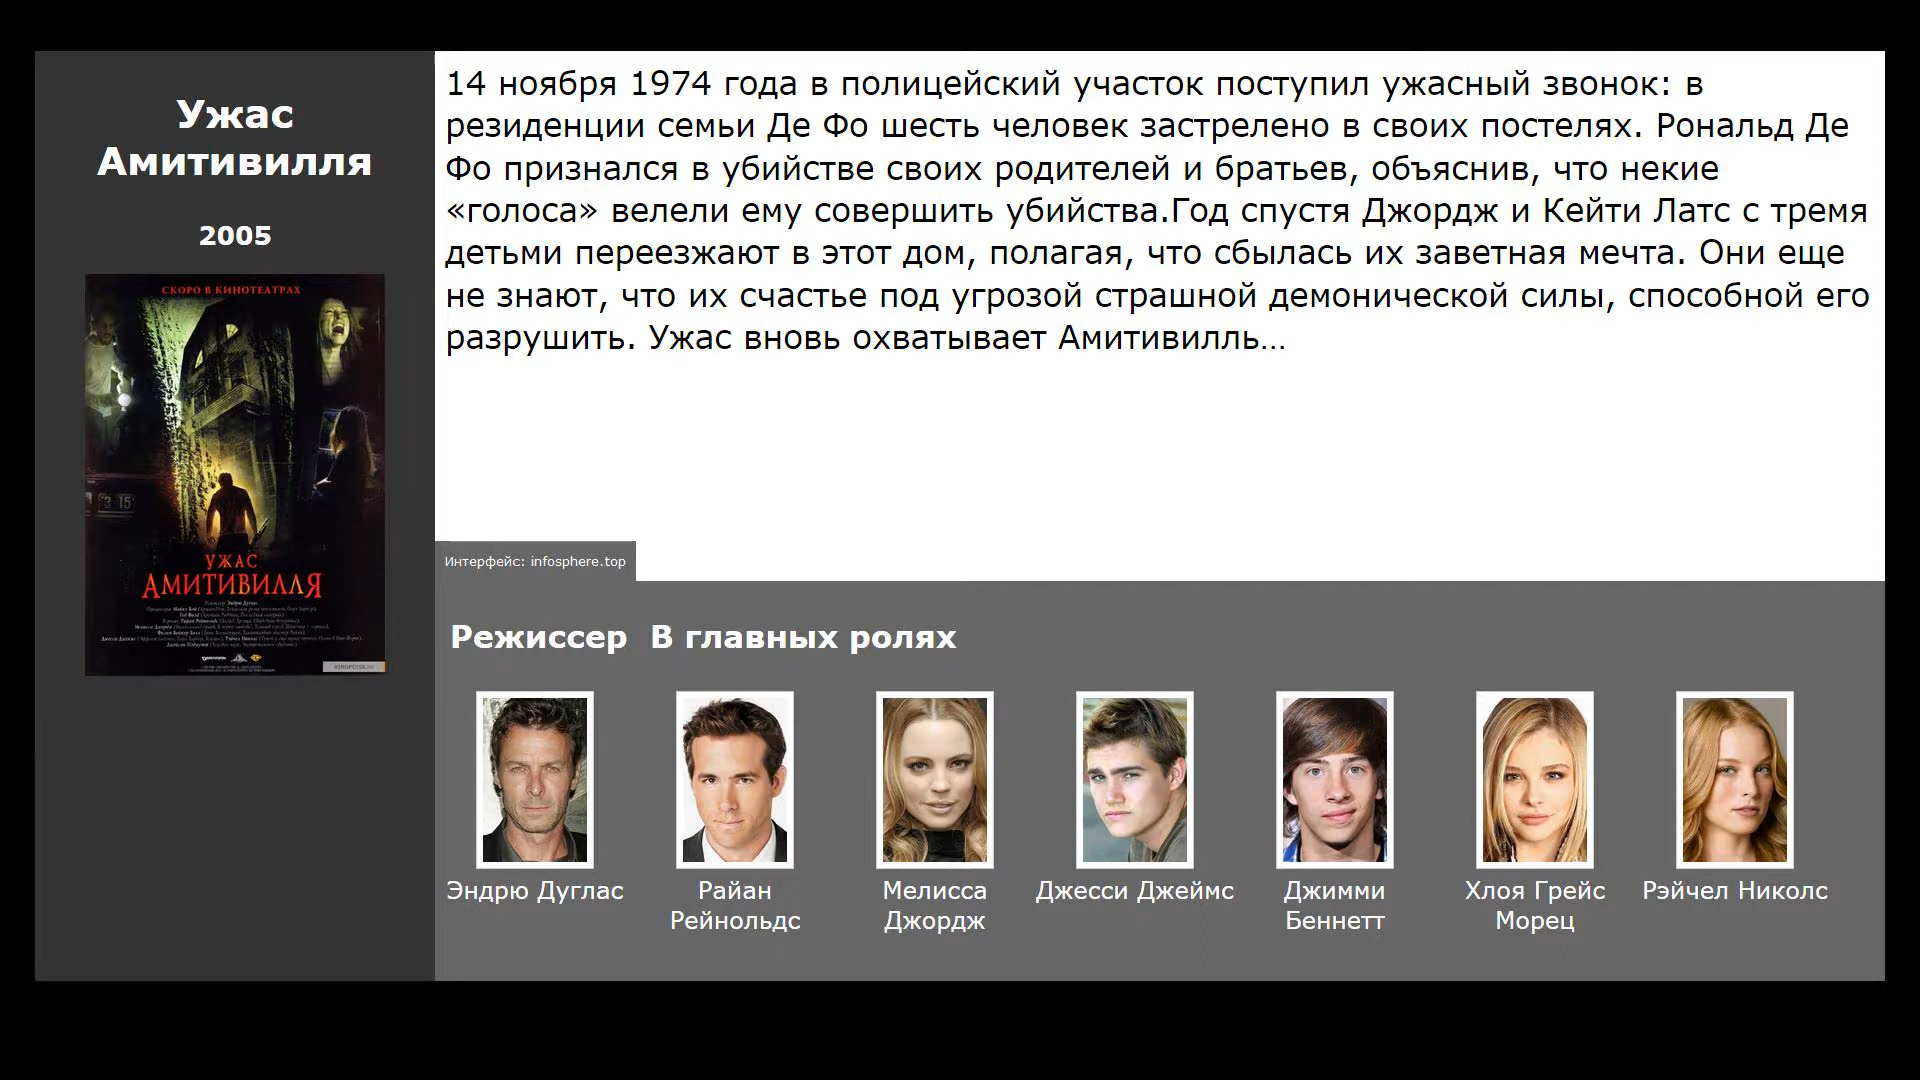 Ужас
Амитивилля
2005
СКОРО В КИНОТЕАТРАХ
УЖАС
АМИТИВИЛЛЯ
14 ноября 1974 года в полицейский участок поступил ужасный звонок: в
резиденции семьи Де Фо шесть человек застрелено в своих постелях. Рональд Де
Фо признался в убийстве своих родителей и братьев, объяснив, что некие
«голоса» велели ему совершить убийства.Год спустя Джордж и Кейти Латс с тремя
детьми переезжают в этот дом, полагая, что сбылась их заветная мечта. Они еще
не знают, что их счастье под угрозой страшной демонической силы, способной его
разрушить. Ужас вновь охватывает Амитивилль…
Интерфейс: infosphere.top
Режиссер В главных ролях
Эндрю Дуглас
Райан
Рейнольдс
Мелисса
Джордж
Джесси Джеймс
Джимми
Беннетт
Хлоя Грейс
Морец
Рэйчел Николс